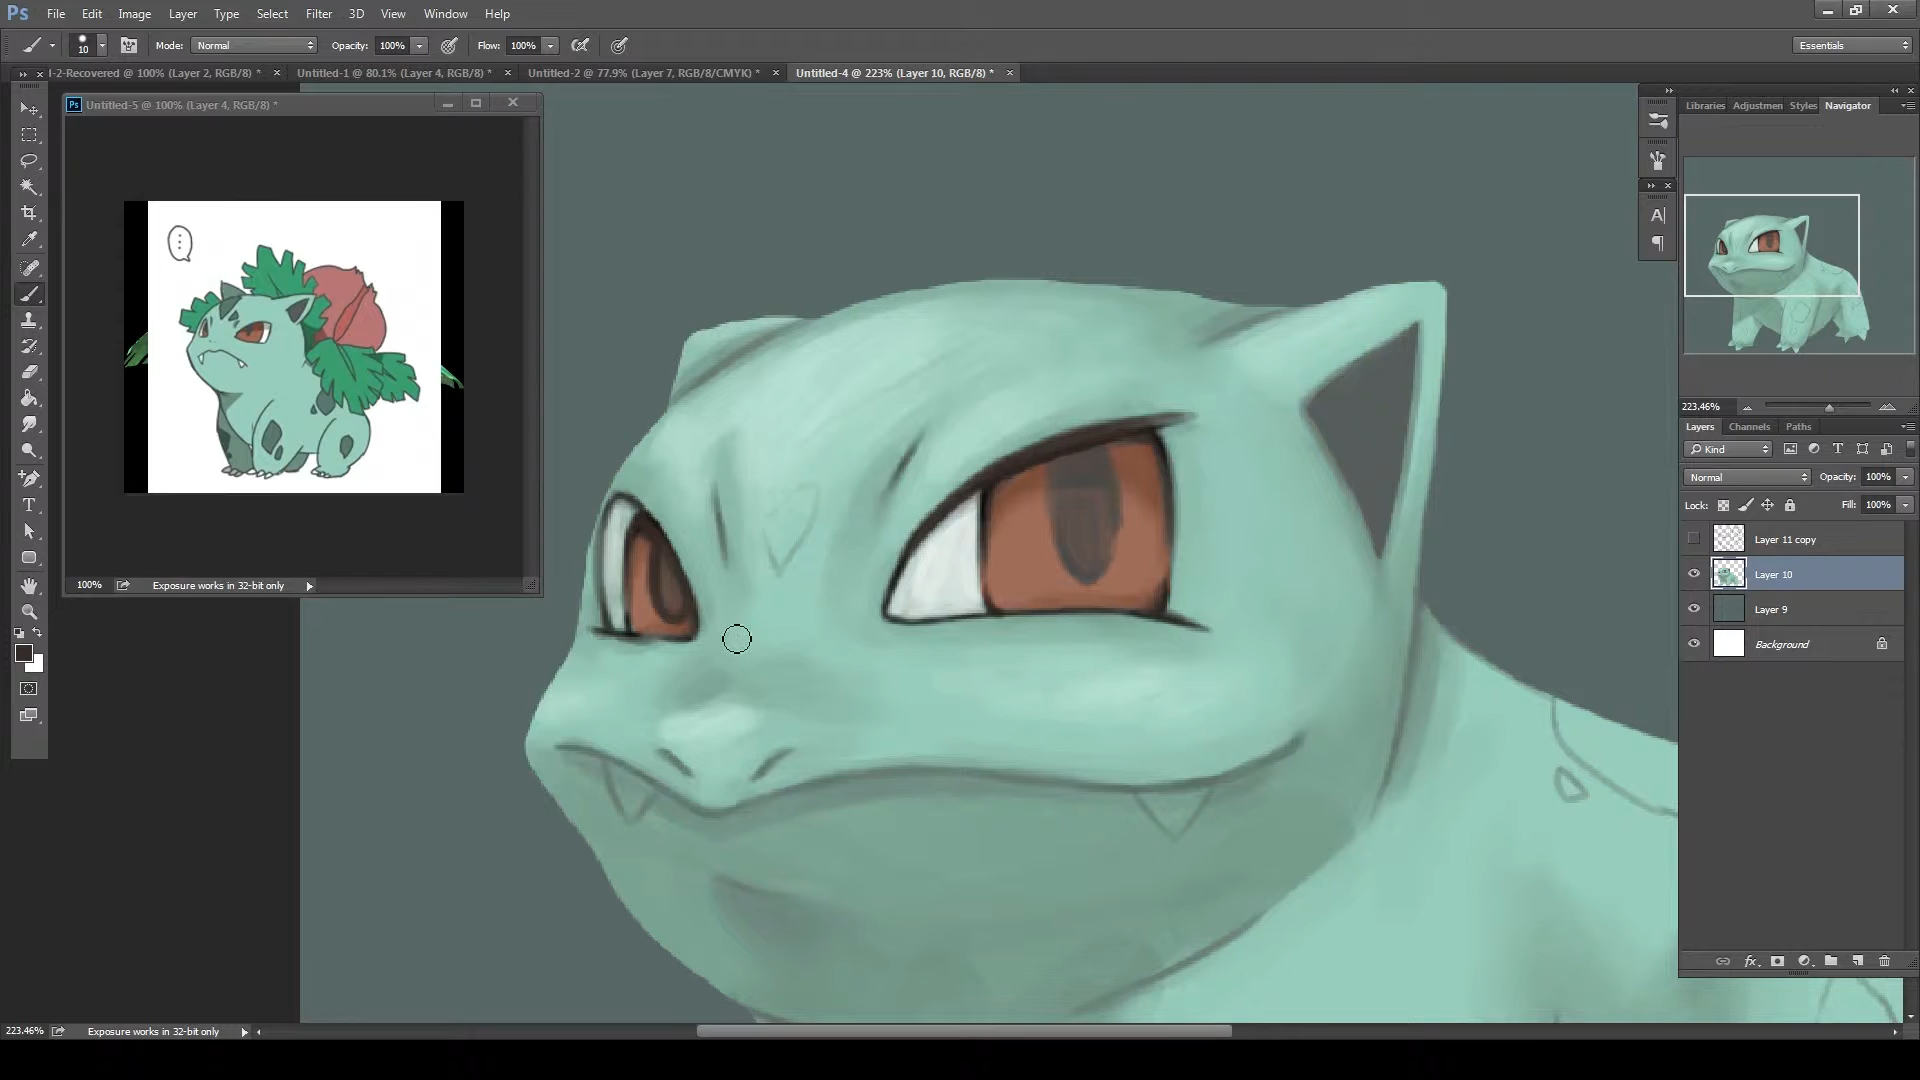 Ps File Edit Image Layer Type Select Filter 3D View Window Help
10 Mode: Normal Opacity: 100% Flow: 100% Essentials
l-2-Recovered @ 100% (Layer 2, RGB/8) * Untitled-1 @ 80.1% (Layer 4, RGB/8) * Untitled-2 @ 77.9% (Layer 7, RGB/8/CMYK) * Untitled-4 @ 223% (Layer 10, RGB/8) *
Ps Untitled-5 @ 100% (Layer 4, RGB/8) *
Libraries Adjustmen Styles Navigator
223.46%
Layers Channels Paths
Kind
Normal Opacity: 100%
Lock: Fill: 100%
Layer 11 copy
Layer 10
Layer 9
Background
100% Exposure works in 32-bit only
223.46% Exposure works in 32-bit only